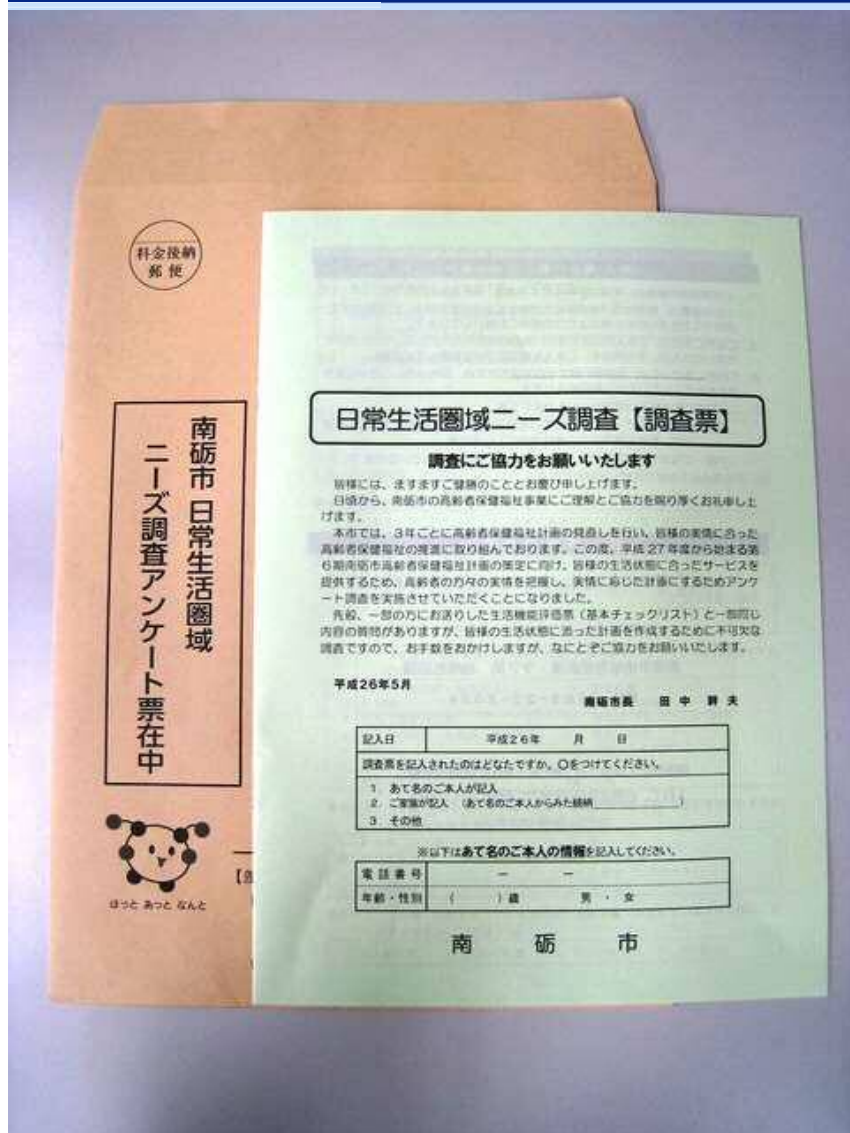 料金後納
郵便
南砺市 日常生活圏域
ニーズ調査アンケート票在中
ほっと あっと なんと
日常生活圏域ニーズ調査【調査票】
調査にご協力をお願いいたします
皆様には、ますますご健勝のこととお慶び申し上げます。
日頃から、南砺市の高齢者保健福祉事業にご理解とご協力を賜り厚くお礼申し上
げます。
本市では、3年ごとに高齢者保健福祉計画の見直しを行い、皆様の実情に合った
高齢者保健福祉の推進に取り組んでおります。この度、平成27年度から始まる第
6期南砺市高齢者保健福祉計画の策定に向け、皆様の生活状態に合ったサービスを
提供するため、高齢者の方々の実情を把握し、実情に応じた計画にするためアンケ
ート調査を実施させていただくことになりました。
先般、一部の方にお送りした生活機能評価票（基本チェックリスト）と一部同じ
内容の質問がありますが、皆様の生活状態に添った計画を作成するために不可欠な
調査ですので、お手数をおかけしますが、なにとぞご協力をお願いいたします。
平成26年5月
南砺市長 田中 幹夫
記入日 平成26年 月 日
調査票を記入されたのはどなたですか。○をつけてください。
1. あて名のご本人が記入
2. ご家族が記入 （あて名のご本人からみた続柄 ）
3. その他
※以下はあて名のご本人の情報を記入してください。
電話番号 － －
年齢・性別 （ ）歳 男 ・ 女
南 砺 市